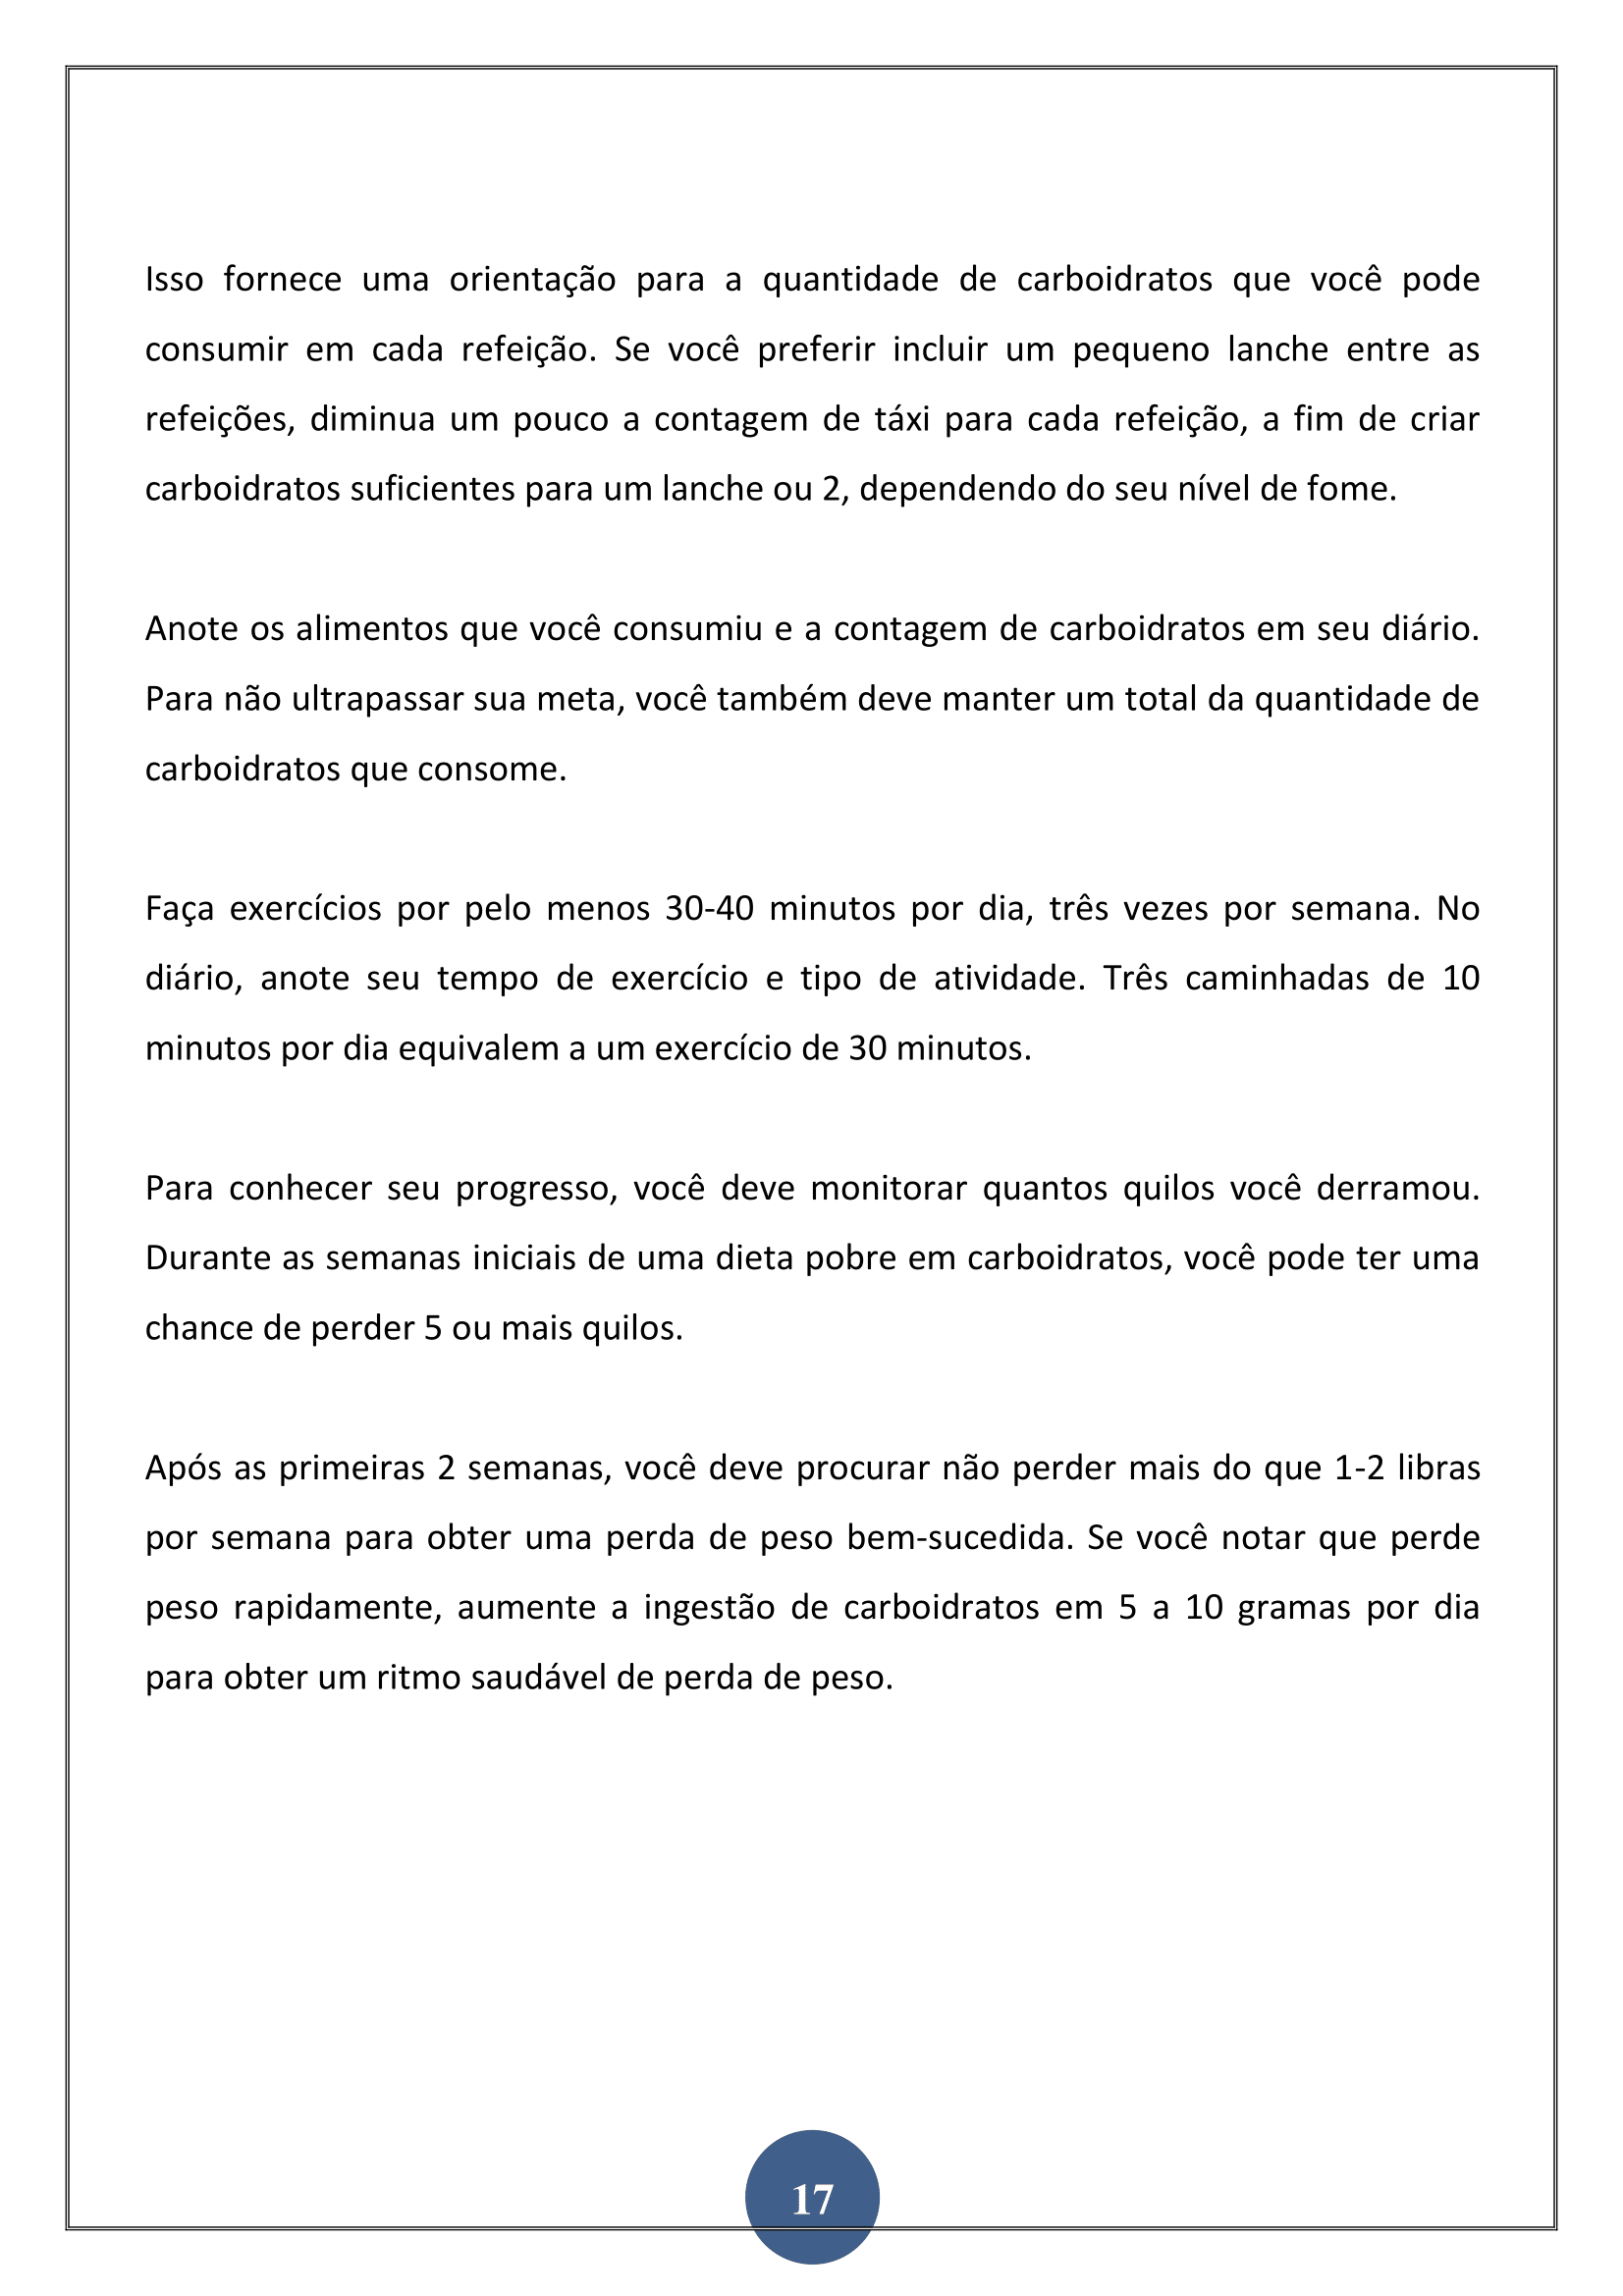 Isso fornece uma orientação para a quantidade de carboidratos que você pode
consumir em cada refeição. Se você preferir incluir um pequeno lanche entre as
refeições, diminua um pouco a contagem de táxi para cada refeição, a fim de criar
carboidratos suficientes para um lanche ou 2, dependendo do seu nível de fome.
Anote os alimentos que você consumiu e a contagem de carboidratos em seu diário.
Para não ultrapassar sua meta, você também deve manter um total da quantidade de
carboidratos que consome.
Faça exercícios por pelo menos 30-40 minutos por dia, três vezes por semana. No
diário, anote seu tempo de exercício e tipo de atividade. Três caminhadas de 10
minutos por dia equivalem a um exercício de 30 minutos.
Para conhecer seu progresso, você deve monitorar quantos quilos você derramou.
Durante as semanas iniciais de uma dieta pobre em carboidratos, você pode ter uma
chance de perder 5 ou mais quilos.
Após as primeiras 2 semanas, você deve procurar não perder mais do que 1-2 libras
por semana para obter uma perda de peso bem-sucedida. Se você notar que perde
peso rapidamente, aumente a ingestão de carboidratos em 5 a 10 gramas por dia
para obter um ritmo saudável de perda de peso.
17